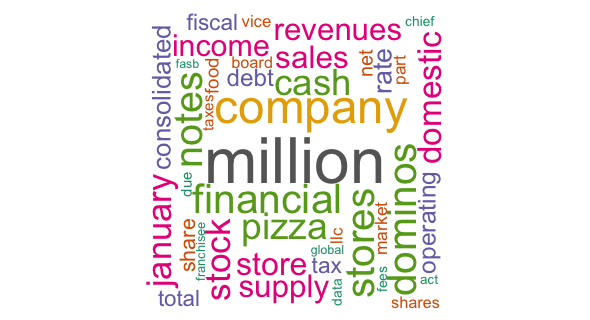 fiscal
vice
chief
revenues
income
sales
fasb
board
net
rate
part
consolidated
notes
taxes
food
debt
cash
domestic
company
million
due
financial
dominos
january
share
franchisee
stock
pizza
stores
market
operating
llc
global
store
tax
supply
data
fees
act
total
shares